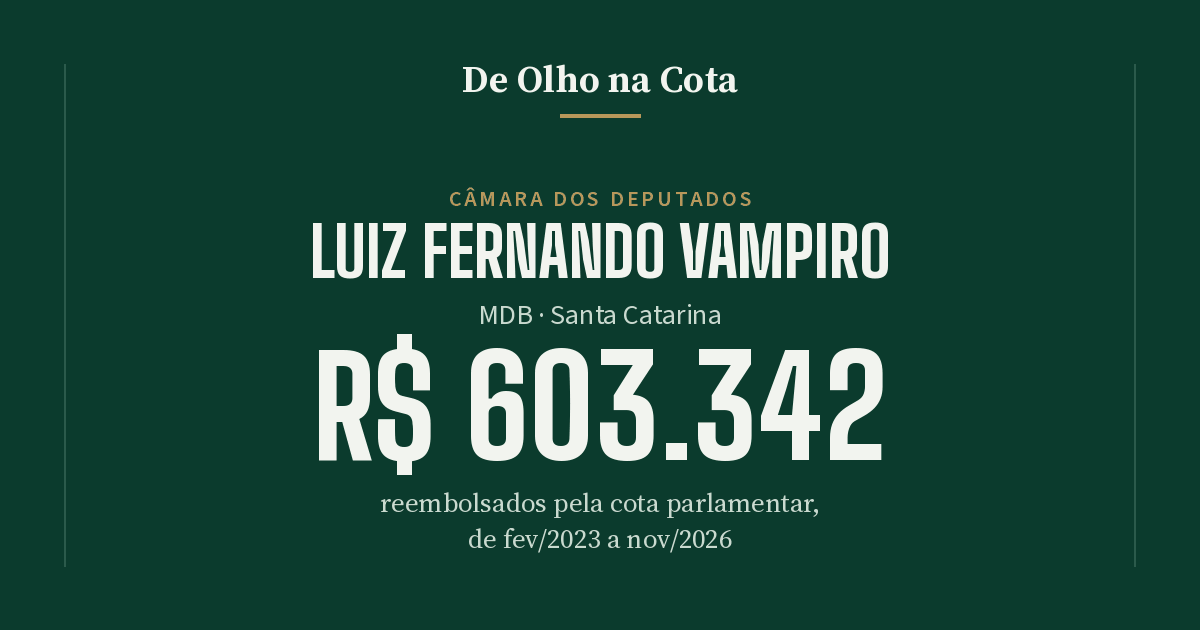 De Olho na Cota
CÂMARA DOS DEPUTADOS
LUIZ FERNANDO VAMPIRO
MDB · Santa Catarina
R$ 603.342
reembolsados pela cota parlamentar,
de fev/2023 a nov/2026